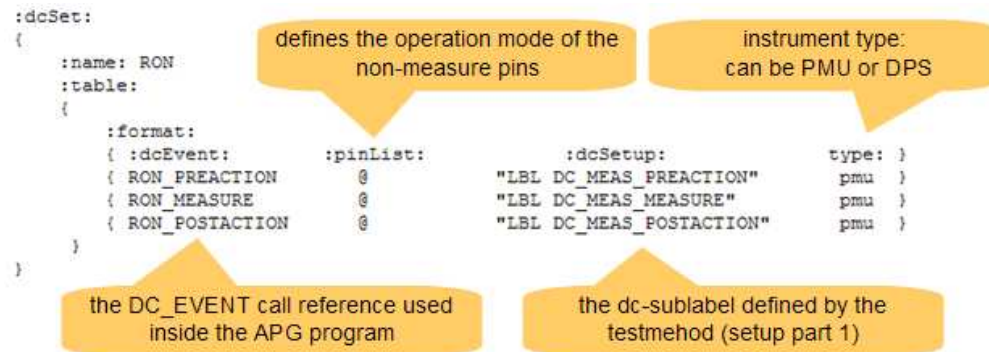 :dcSet:
{
defines the operation mode of the
non-measure pins
instrument type:
can be PMU or DPS
:name: RON
:table:
{
:format:
{ :dcEvent: :pinList: :dcSetup: type: }
{ RON_PREACTION @ "LBL DC_MEAS_PREACTION" pmu }
{ RON_MEASURE @ "LBL DC_MEAS_MEASURE" pmu }
{ RON_POSTACTION @ "LBL DC_MEAS_POSTACTION" pmu }
}
}
the DC_EVENT call reference used
inside the APG program
the dc-sublabel defined by the
testmehod (setup part 1)